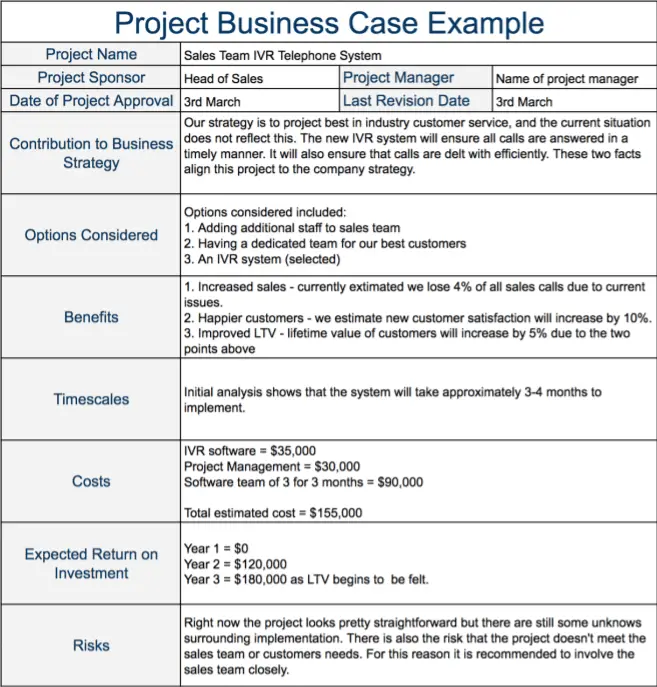 Project Business Case Example
Project Name
Sales Team IVR Telephone System
Project Sponsor
Head of Sales
Project Manager
Name of project manager
Date of Project Approval
3rd March
Last Revision Date
3rd March
Contribution to Business
Strategy
Our strategy is to project best in industry customer service, and the current situation
does not reflect this. The new IVR system will ensure all calls are answered in a
timely manner. It will also ensure that calls are delt with efficiently. These two facts
align this project to the company strategy.
Options Considered
Options considered included:
1. Adding additional staff to sales team
2. Having a dedicated team for our best customers
3. An IVR system (selected)
Benefits
1. Increased sales - currently extimated we lose 4% of all sales calls due to current
issues.
2. Happier customers - we estimate new customer satisfaction will increase by 10%.
3. Improved LTV - lifetime value of customers will increase by 5% due to the two
points above
Timescales
Initial analysis shows that the system will take approximately 3-4 months to
implement.
Costs
IVR software = $35,000
Project Management = $30,000
Software team of 3 for 3 months = $90,000
Total estimated cost = $155,000
Expected Return on
Investment
Year 1 = $0
Year 2 = $120,000
Year 3 = $180,000 as LTV begins to be felt.
Risks
Right now the project looks pretty straightforward but there are still some unknows
surrounding implementation. There is also the risk that the project doesn't meet the
sales team or customers needs. For this reason it is recommended to involve the
sales team closely.